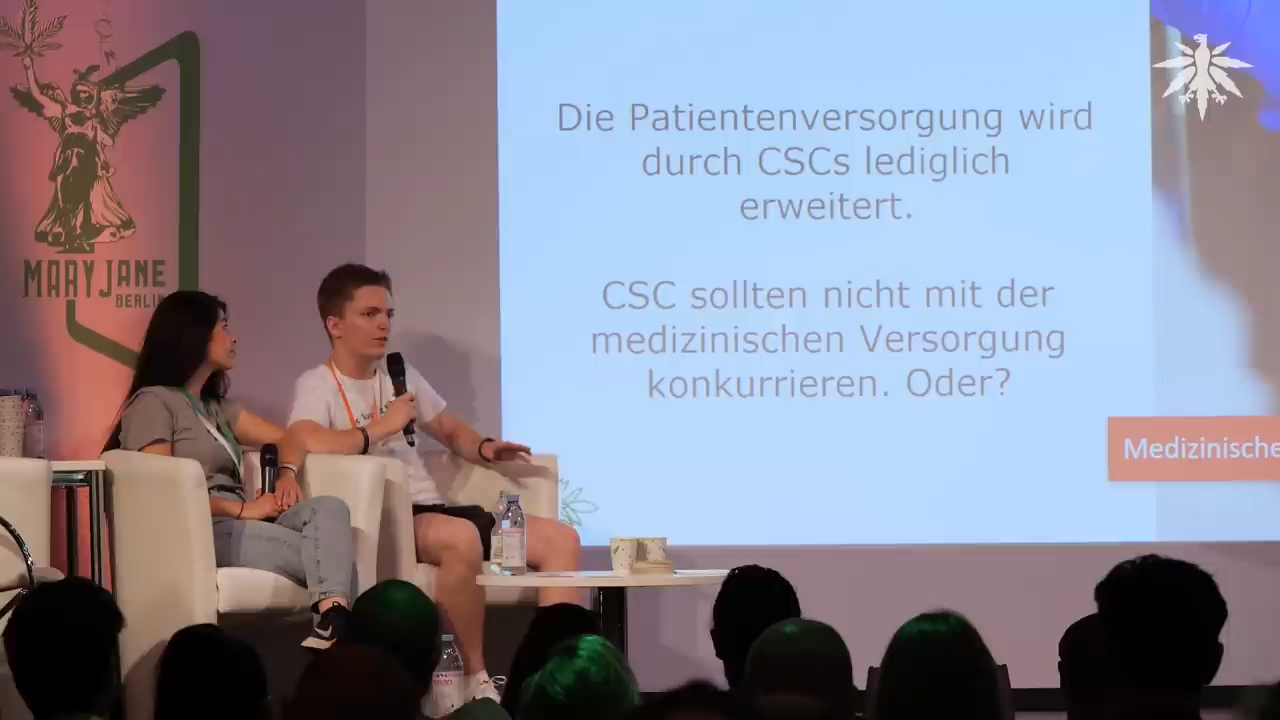 MARY JANE
BERLIN
Die Patientenversorgung wird
durch CSCs lediglich
erweitert.
CSC sollten nicht mit der
medizinischen Versorgung
konkurrieren. Oder?
Medizinische